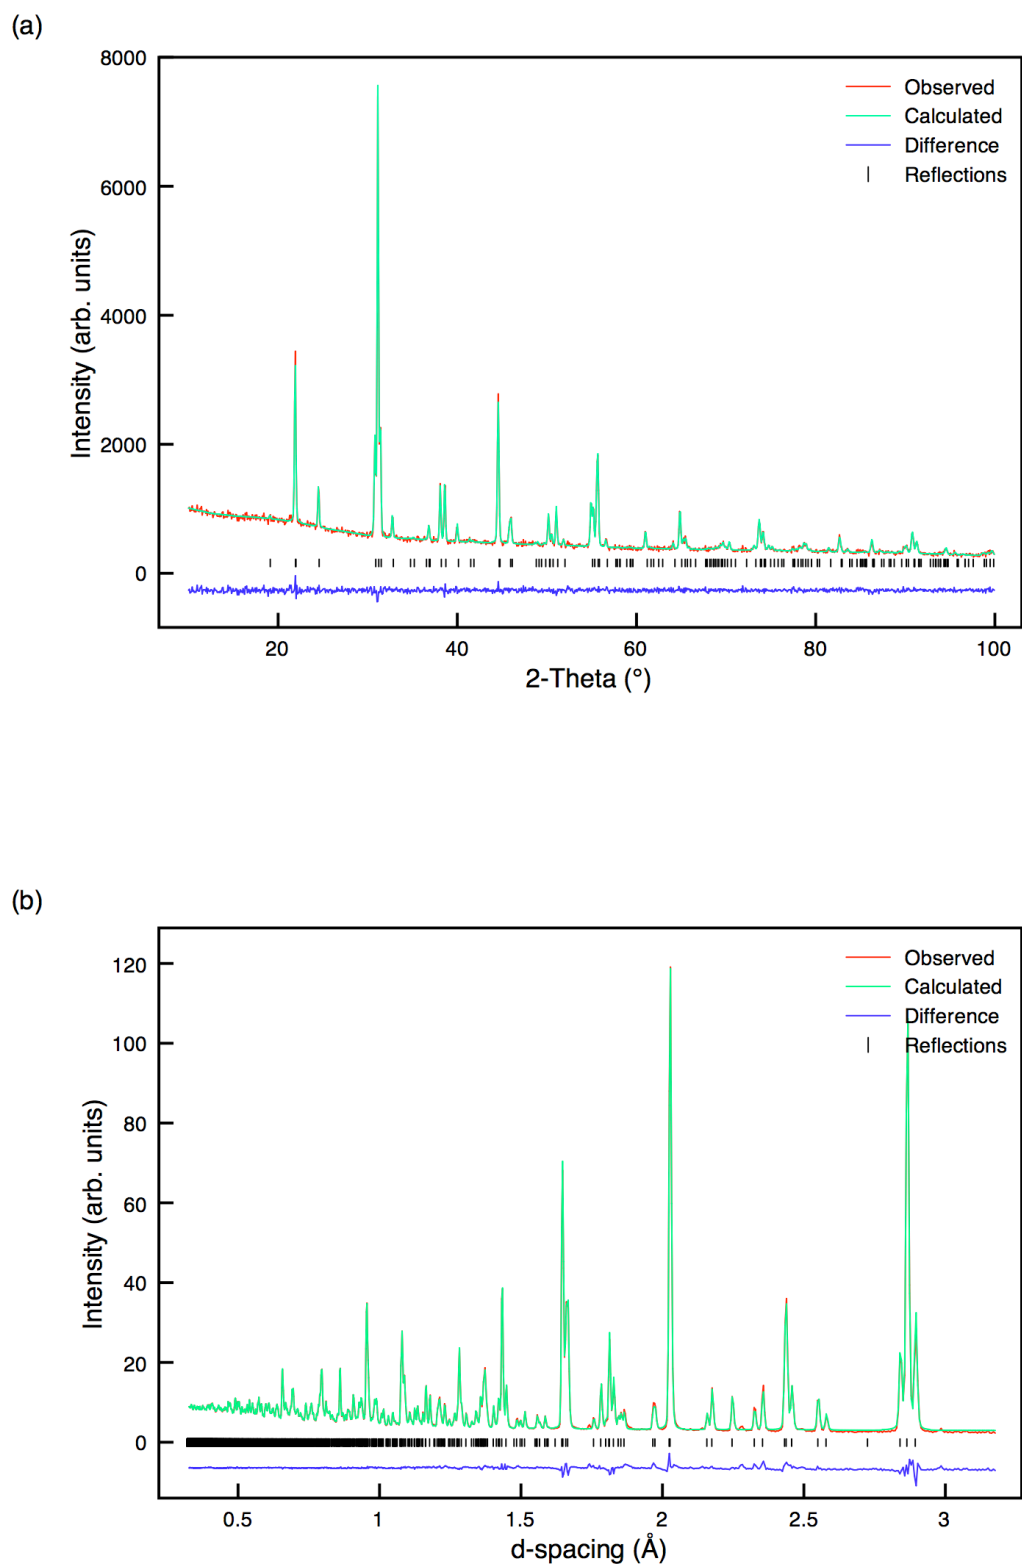 (a)
8000
6000
4000
2000
0
Intensity (arb. units)
Observed
Calculated
Difference
Reflections
20 40 60 80 100
2-Theta (°)
(b)
120
100
80
60
40
20
0
Intensity (arb. units)
Observed
Calculated
Difference
Reflections
0.5 1 1.5 2 2.5 3
d-spacing (Å)